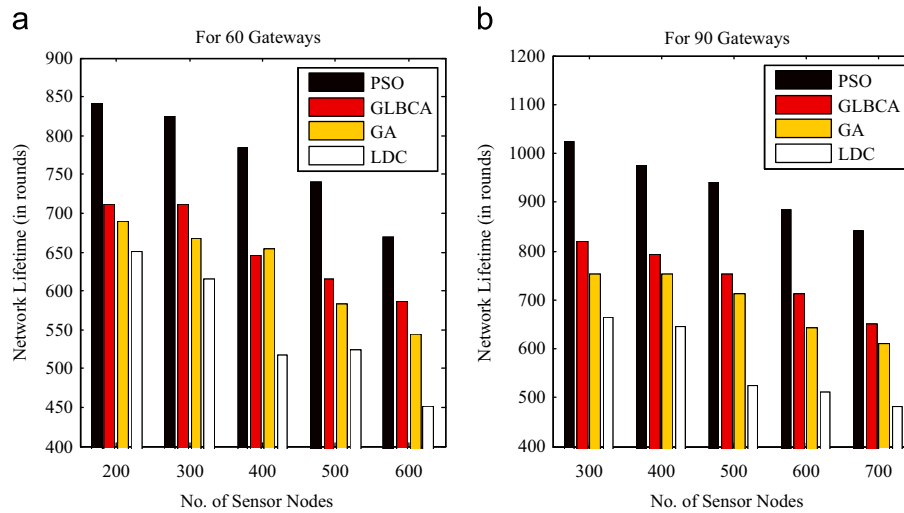 a
For 60 Gateways
900
850
800
750
700
650
600
550
500
450
400
Network Lifetime (in rounds)
PSO
GLBCA
GA
LDC
200 300 400 500 600
No. of Sensor Nodes
b
For 90 Gateways
1200
1100
1000
900
800
700
600
500
400
Network Lifetime (in rounds)
PSO
GLBCA
GA
LDC
300 400 500 600 700
No. of Sensor Nodes